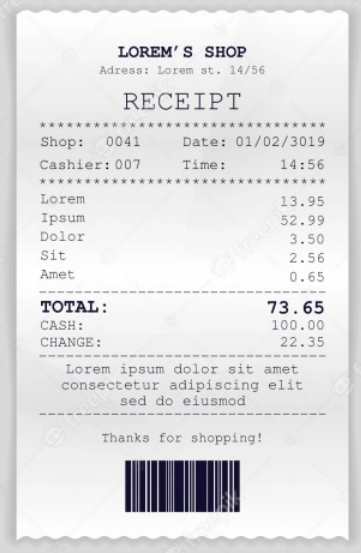 LOREM'S SHOP
Adress: Lorem st. 14/56
RECEIPT
********************************
Shop: 0041 Date: 01/02/3019
Cashier: 007 Time: 14:56
********************************
Lorem 13.95
Ipsum 52.99
Dolor 3.50
Sit 2.56
Amet 0.65
TOTAL: 73.65
CASH: 100.00
CHANGE: 22.35
Lorem ipsum dolor sit amet
consectetur adipiscing elit
sed do eiusmod
Thanks for shopping!